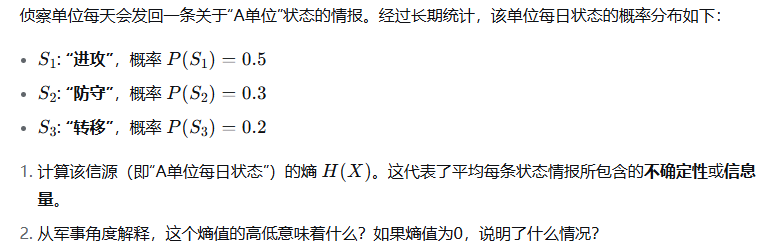 侦察单位每天会发回一条关于“A单位”状态的情报。经过长期统计，该单位每日状态的概率分布如下：
• S₁: “进攻”，概率 P(S₁) = 0.5
• S₂: “防守”，概率 P(S₂) = 0.3
• S₃: “转移”，概率 P(S₃) = 0.2
1. 计算该信源（即“A单位每日状态”）的熵 H(X)。这代表了平均每条状态情报所包含的不确定性或信息
量。
2. 从军事角度解释，这个熵值的高低意味着什么？如果熵值为0，说明了什么情况？